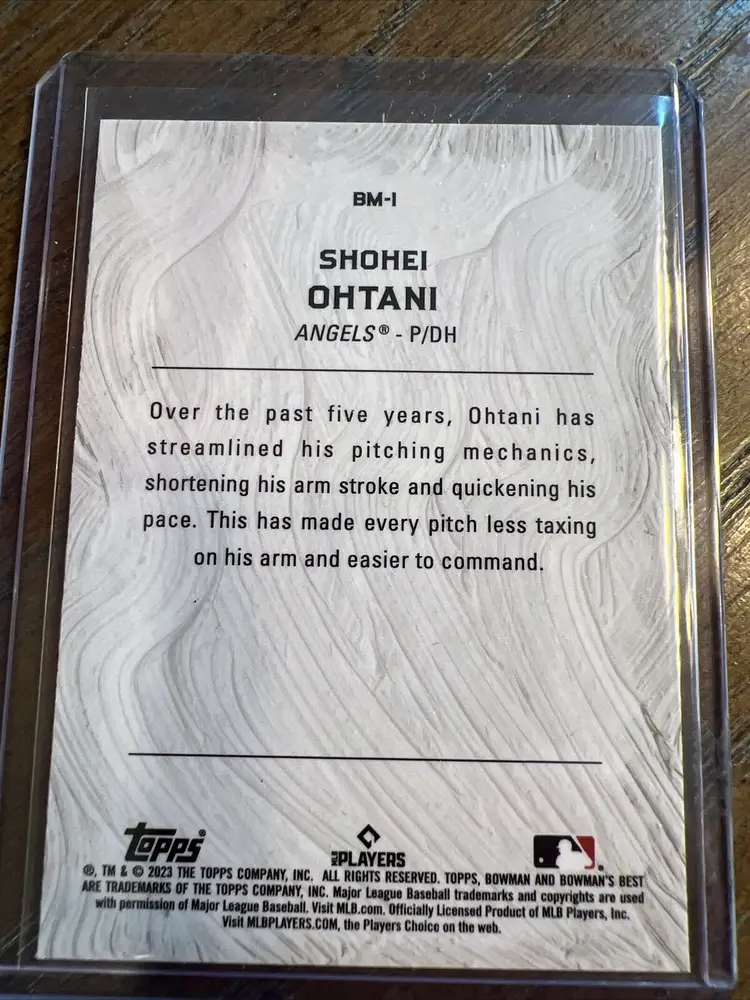 BM-1
SHOHEI
OHTANI
ANGELS® - P/DH
Over the past five years, Ohtani has
streamlined his pitching mechanics,
shortening his arm stroke and quickening his
pace. This has made every pitch less taxing
on his arm and easier to command.
Topps®
MLB PLAYERS
®, TM & © 2023 THE TOPPS COMPANY, INC. ALL RIGHTS RESERVED. TOPPS, BOWMAN AND BOWMAN'S BEST
ARE TRADEMARKS OF THE TOPPS COMPANY, INC. Major League Baseball trademarks and copyrights are used
with permission of Major League Baseball. Visit MLB.com. Officially Licensed Product of MLB Players, Inc.
Visit MLBPLAYERS.COM, the Players Choice on the web.